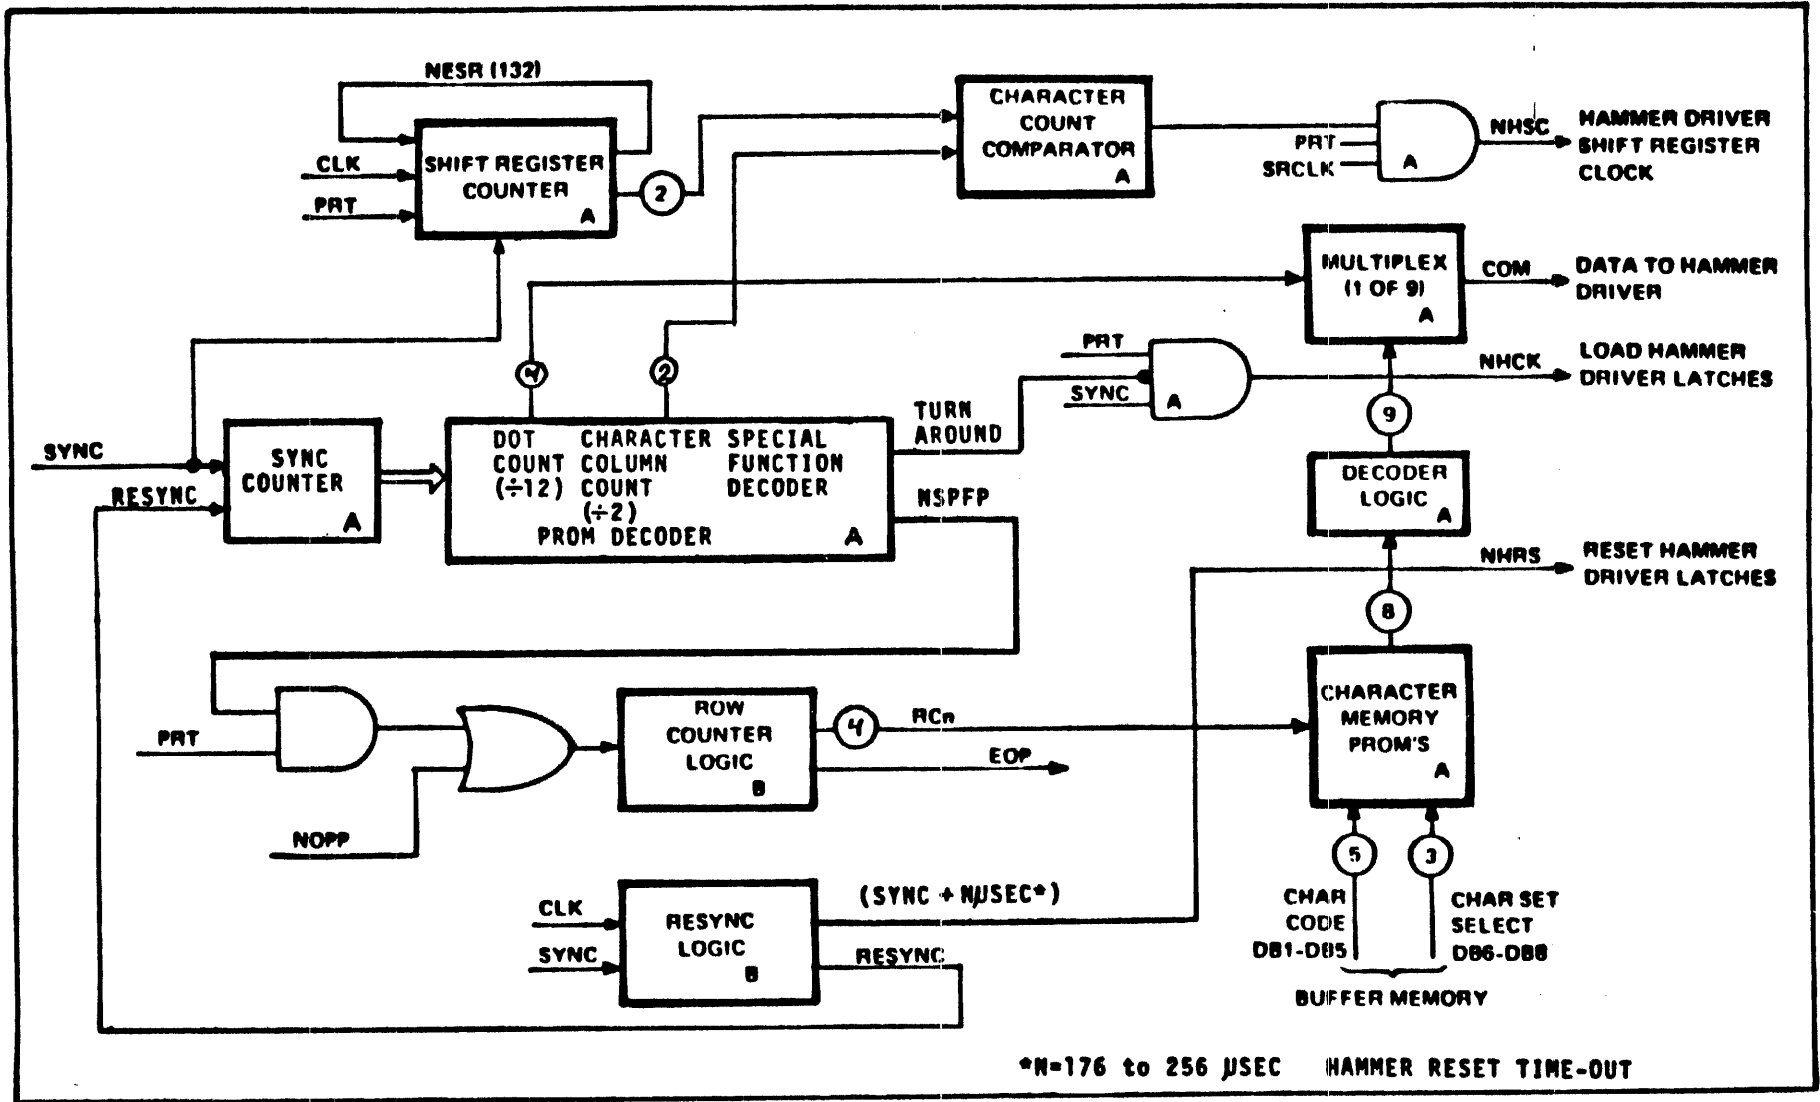 NESR (132)
CLK
PRT
SHIFT REGISTER
COUNTER
A
2
CHARACTER
COUNT
COMPARATOR
A
PRT
SRCLK
A
NHSC
HAMMER DRIVER
SHIFT REGISTER
CLOCK
MULTIPLEX
(1 OF 9)
A
COM
DATA TO HAMMER
DRIVER
PRT
SYNC
A
NHCK
LOAD HAMMER
DRIVER LATCHES
4
2
9
SYNC
RESYNC
SYNC
COUNTER
A
DOT CHARACTER SPECIAL
COUNT COLUMN FUNCTION
(÷12) COUNT DECODER
(÷2)
PROM DECODER
A
TURN
AROUND
NSPFP
DECODER
LOGIC
A
NHRS
RESET HAMMER
DRIVER LATCHES
8
PRT
NOPP
ROW
COUNTER
LOGIC
B
4
RCn
EOP
CHARACTER
MEMORY
PROM'S
A
5
3
CHAR
CODE
DB1-DB5
CHAR SET
SELECT
DB6-DB8
BUFFER MEMORY
CLK
SYNC
RESYNC
LOGIC
B
(SYNC + NµSEC*)
RESYNC
*N=176 to 256 µSEC HAMMER RESET TIME-OUT